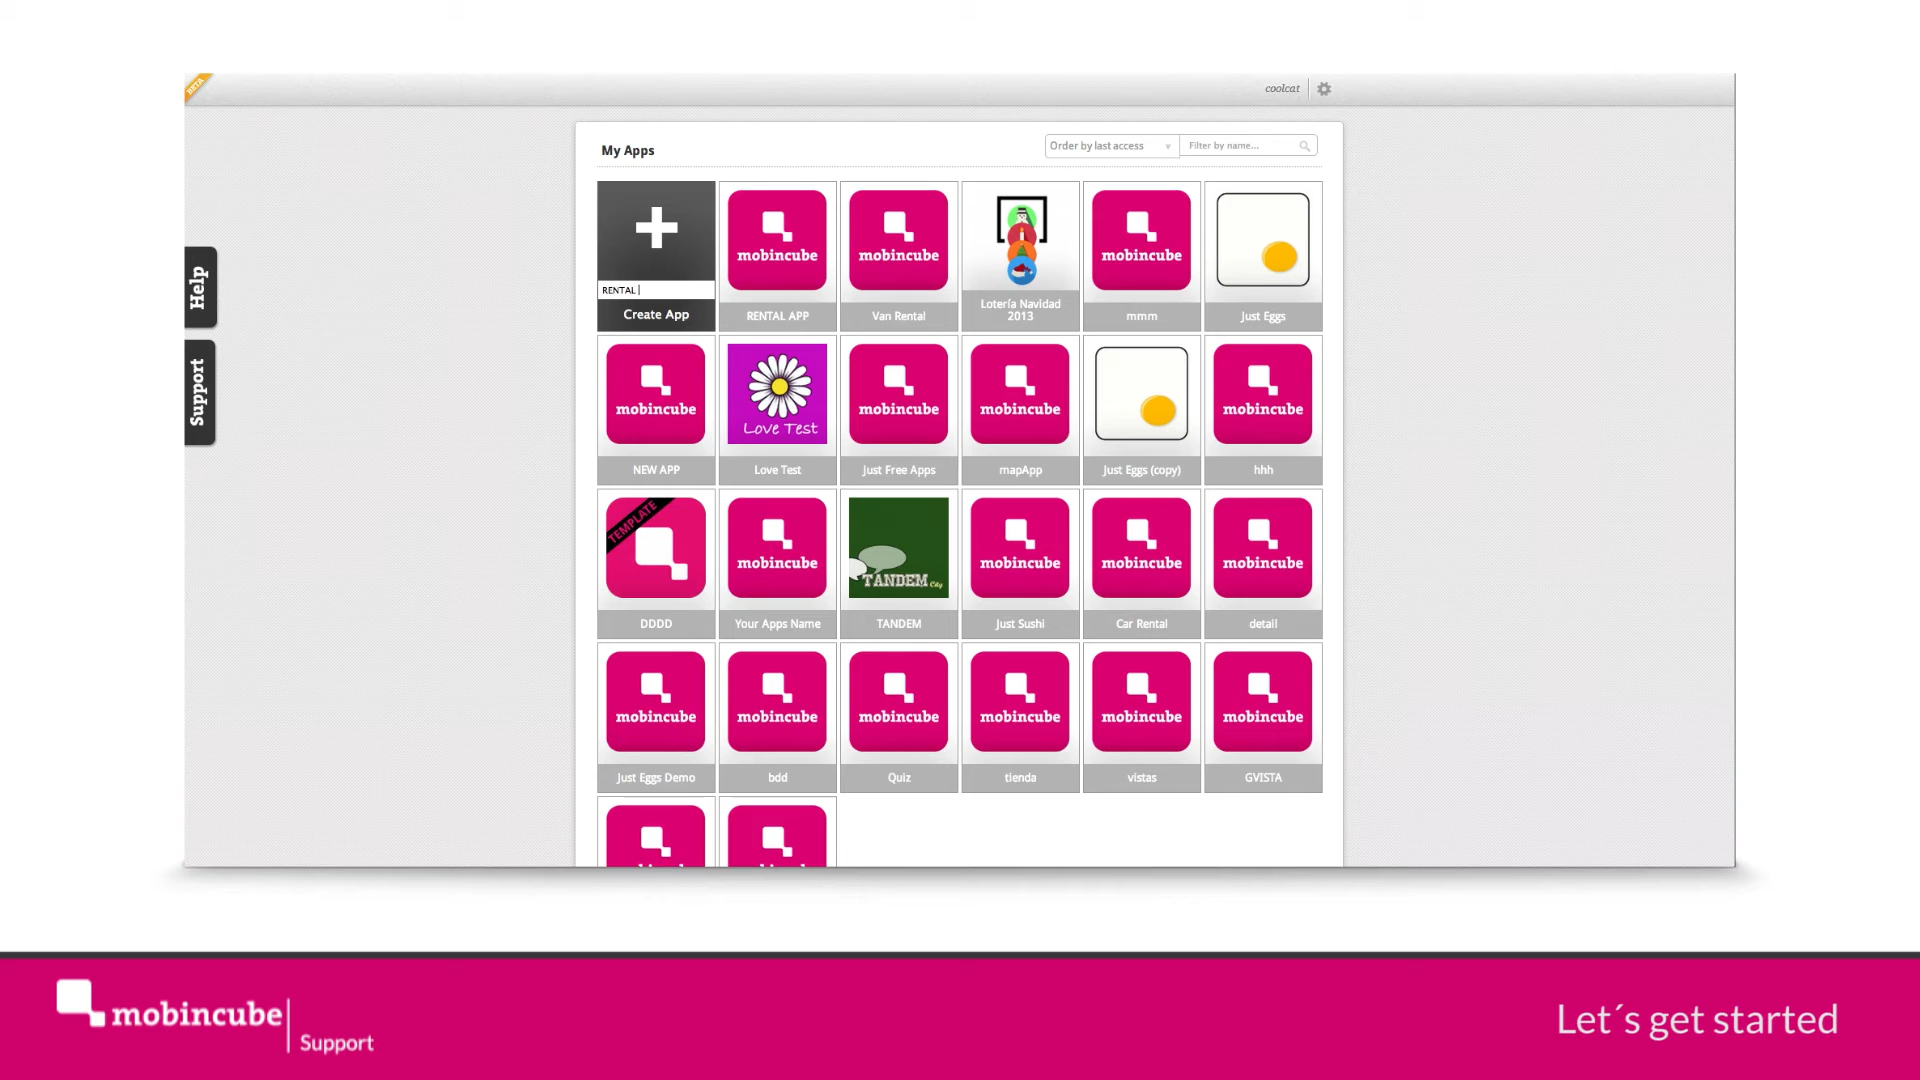 BETA
coolcat
My Apps
Order by last access
Filter by name...
RENTAL
Create App
mobincube
RENTAL APP
mobincube
Van Rental
Lotería Navidad
2013
mobincube
mmm
Just Eggs
Help
Support
mobincube
NEW APP
Love Test
Love Test
mobincube
Just Free Apps
mobincube
mapApp
Just Eggs (copy)
mobincube
hhh
TEMPLATE
DDDD
mobincube
Your Apps Name
TANDEM City
TANDEM
mobincube
Just Sushi
mobincube
Car Rental
mobincube
detail
mobincube
Just Eggs Demo
mobincube
bdd
mobincube
Quiz
mobincube
tienda
mobincube
vistas
mobincube
GVISTA
mobincube
Support
Let´s get started